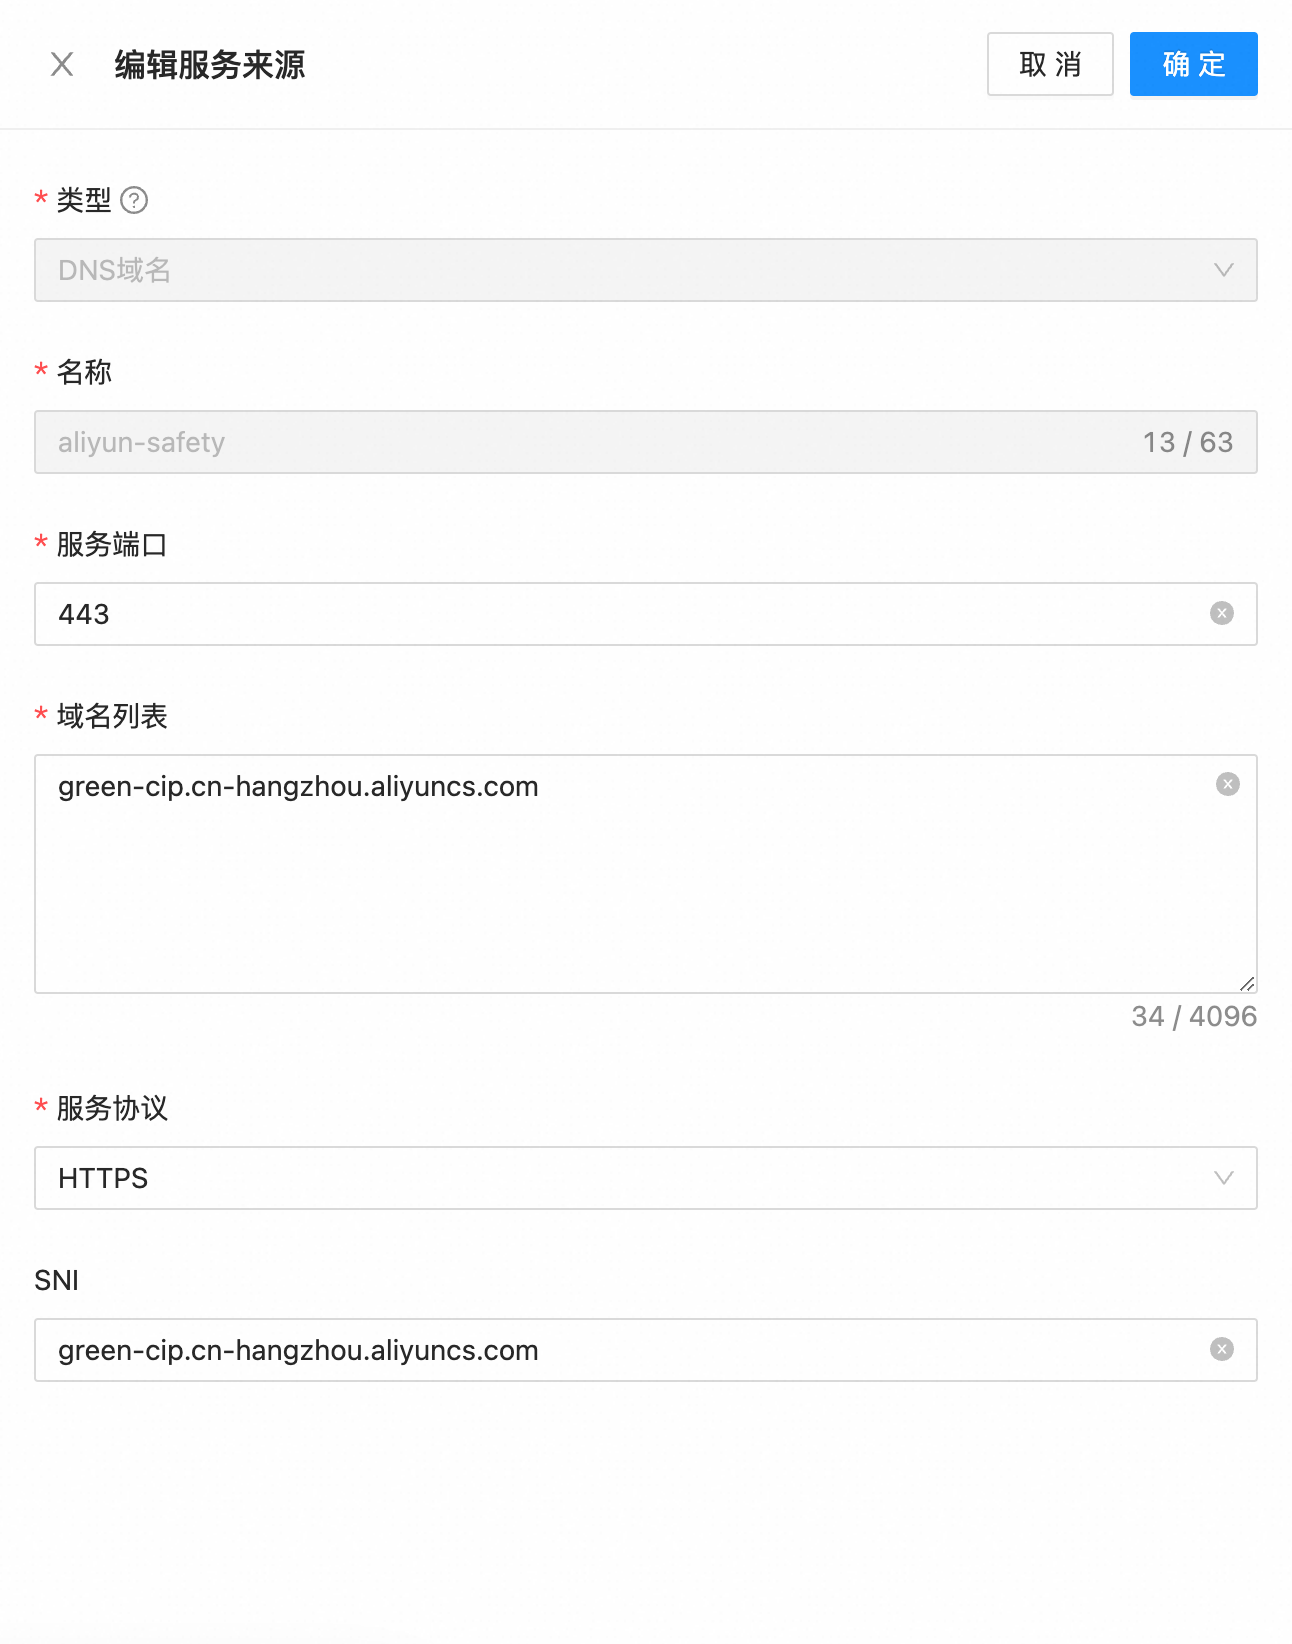 编辑服务来源
取 消
确 定
* 类型 ?
DNS域名
* 名称
aliyun-safety
13 / 63
* 服务端口
443
* 域名列表
green-cip.cn-hangzhou.aliyuncs.com
34 / 4096
* 服务协议
HTTPS
SNI
green-cip.cn-hangzhou.aliyuncs.com